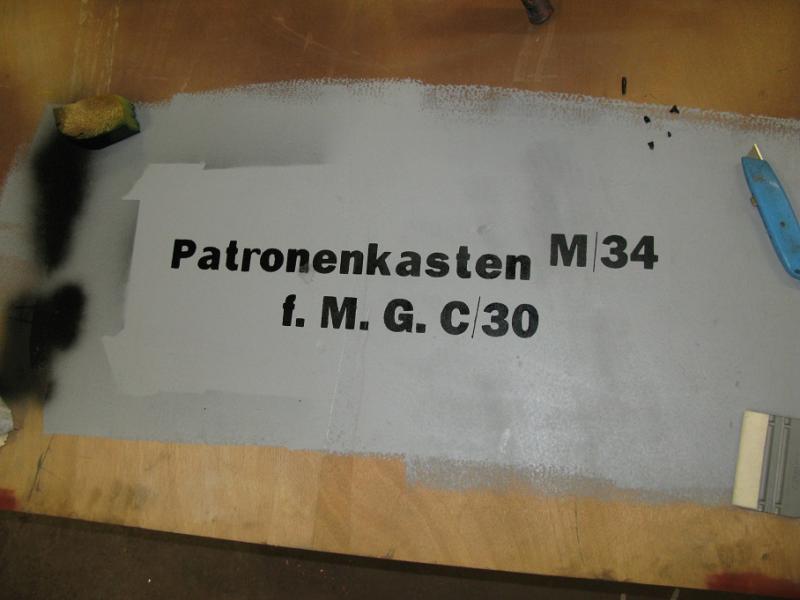 Patronenkasten M/34
f. M. G. C/30